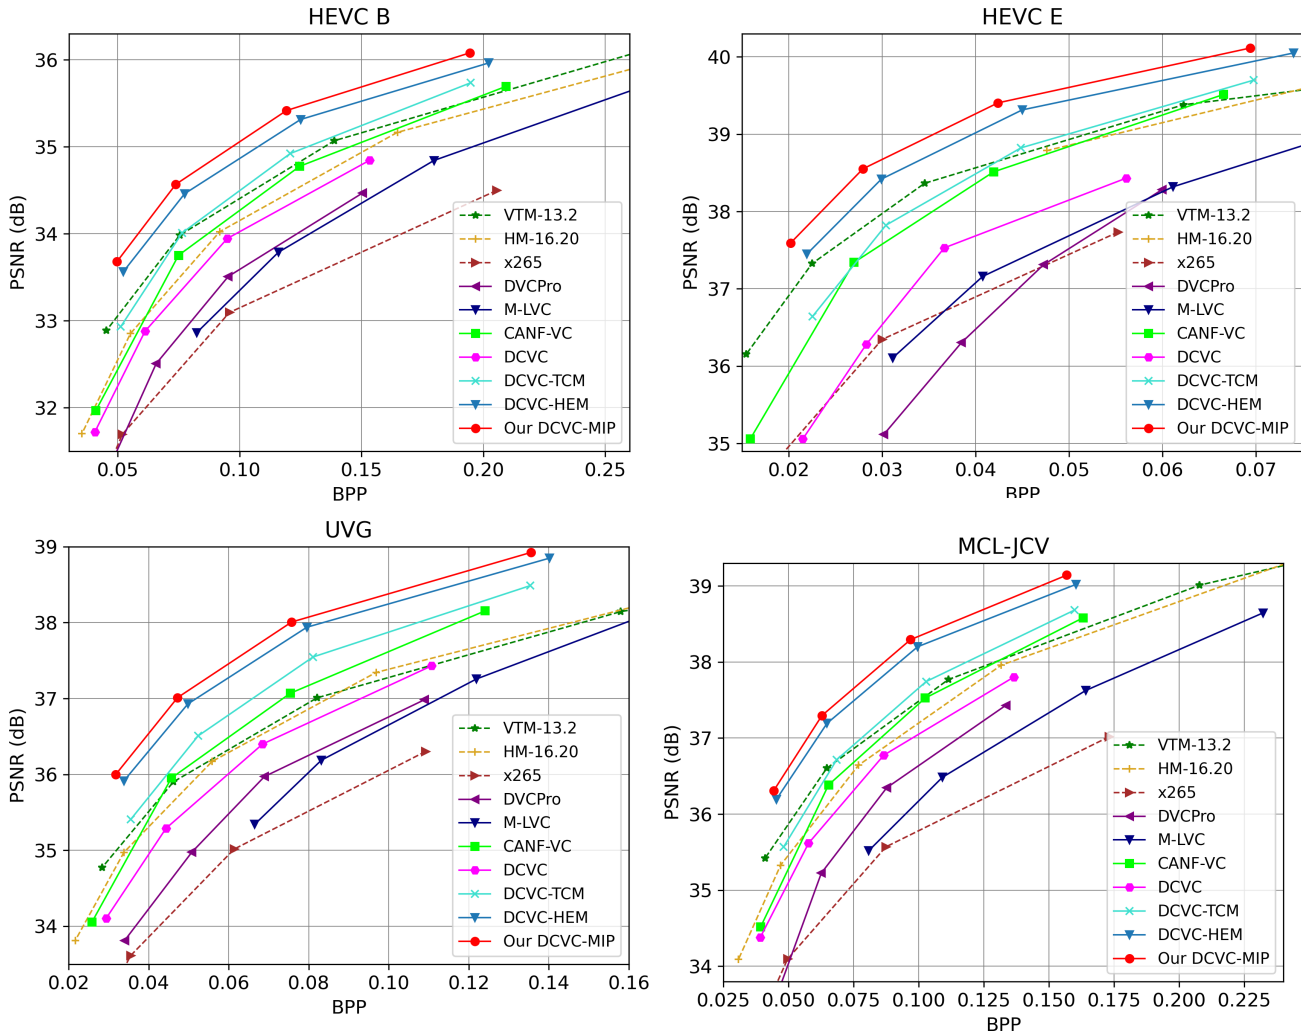 HEVC B
PSNR (dB)
36
35
34
33
32
0.05 0.10 0.15 0.20 0.25
BPP
VTM-13.2
HM-16.20
x265
DVCPro
M-LVC
CANF-VC
DCVC
DCVC-TCM
DCVC-HEM
Our DCVC-MIP
HEVC E
PSNR (dB)
40
39
38
37
36
35
0.02 0.03 0.04 0.05 0.06 0.07
BPP
VTM-13.2
HM-16.20
x265
DVCPro
M-LVC
CANF-VC
DCVC
DCVC-TCM
DCVC-HEM
Our DCVC-MIP
UVG
PSNR (dB)
39
38
37
36
35
34
0.02 0.04 0.06 0.08 0.10 0.12 0.14 0.16
BPP
VTM-13.2
HM-16.20
x265
DVCPro
M-LVC
CANF-VC
DCVC
DCVC-TCM
DCVC-HEM
Our DCVC-MIP
MCL-JCV
PSNR (dB)
39
38
37
36
35
34
0.025 0.050 0.075 0.100 0.125 0.150 0.175 0.200 0.225
BPP
VTM-13.2
HM-16.20
x265
DVCPro
M-LVC
CANF-VC
DCVC
DCVC-TCM
DCVC-HEM
Our DCVC-MIP